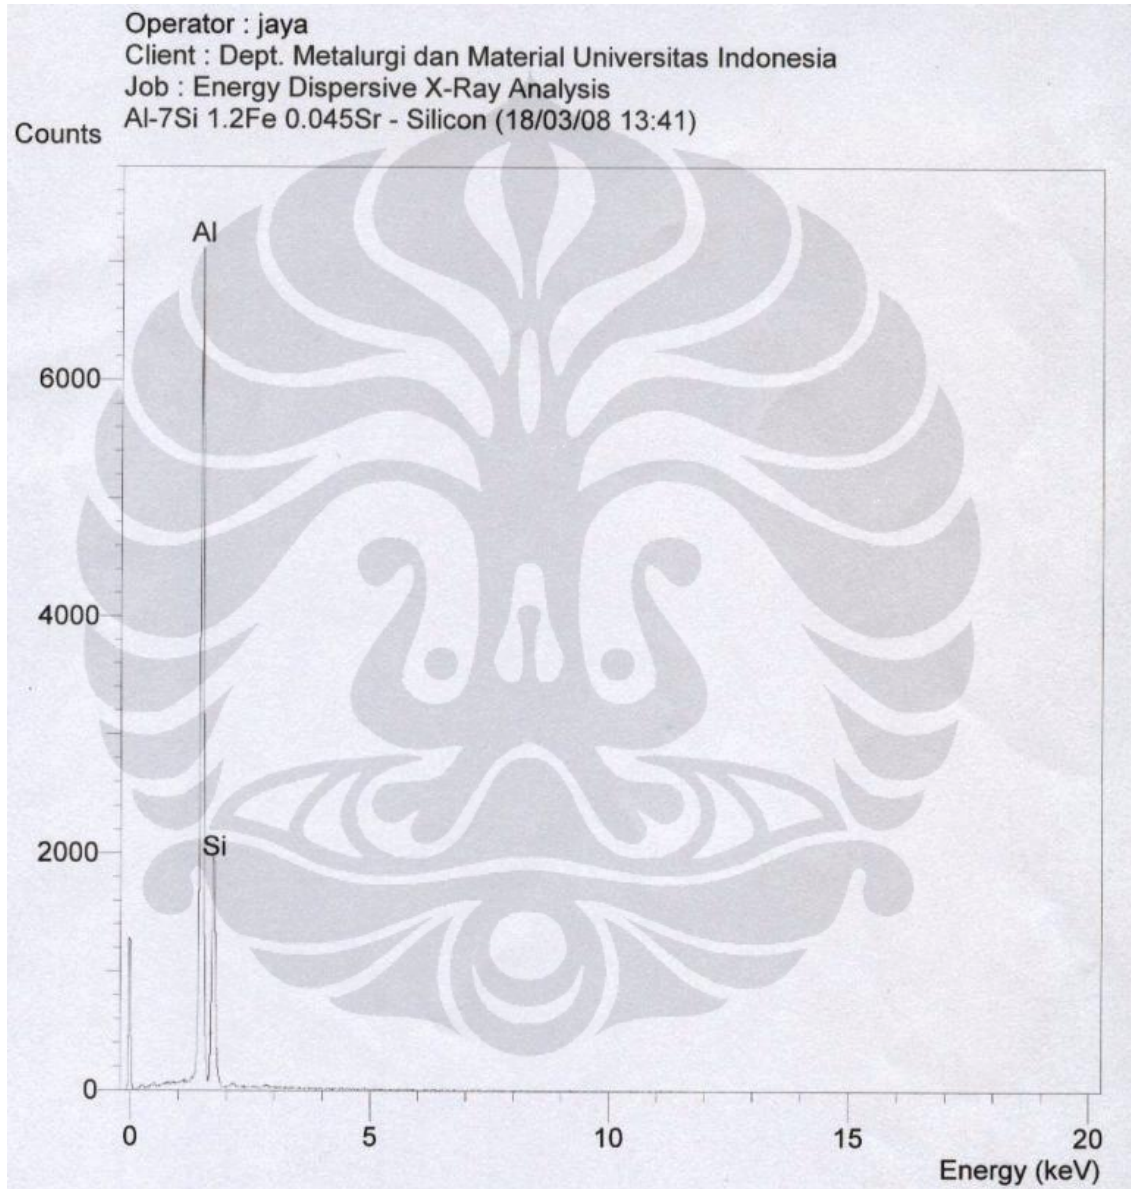 Operator : jaya
Client : Dept. Metalurgi dan Material Universitas Indonesia
Job : Energy Dispersive X-Ray Analysis
Al-7Si 1.2Fe 0.045Sr - Silicon (18/03/08 13:41)
Counts
Al
6000
4000
Si
2000
0
0 5 10 15 20
Energy (keV)